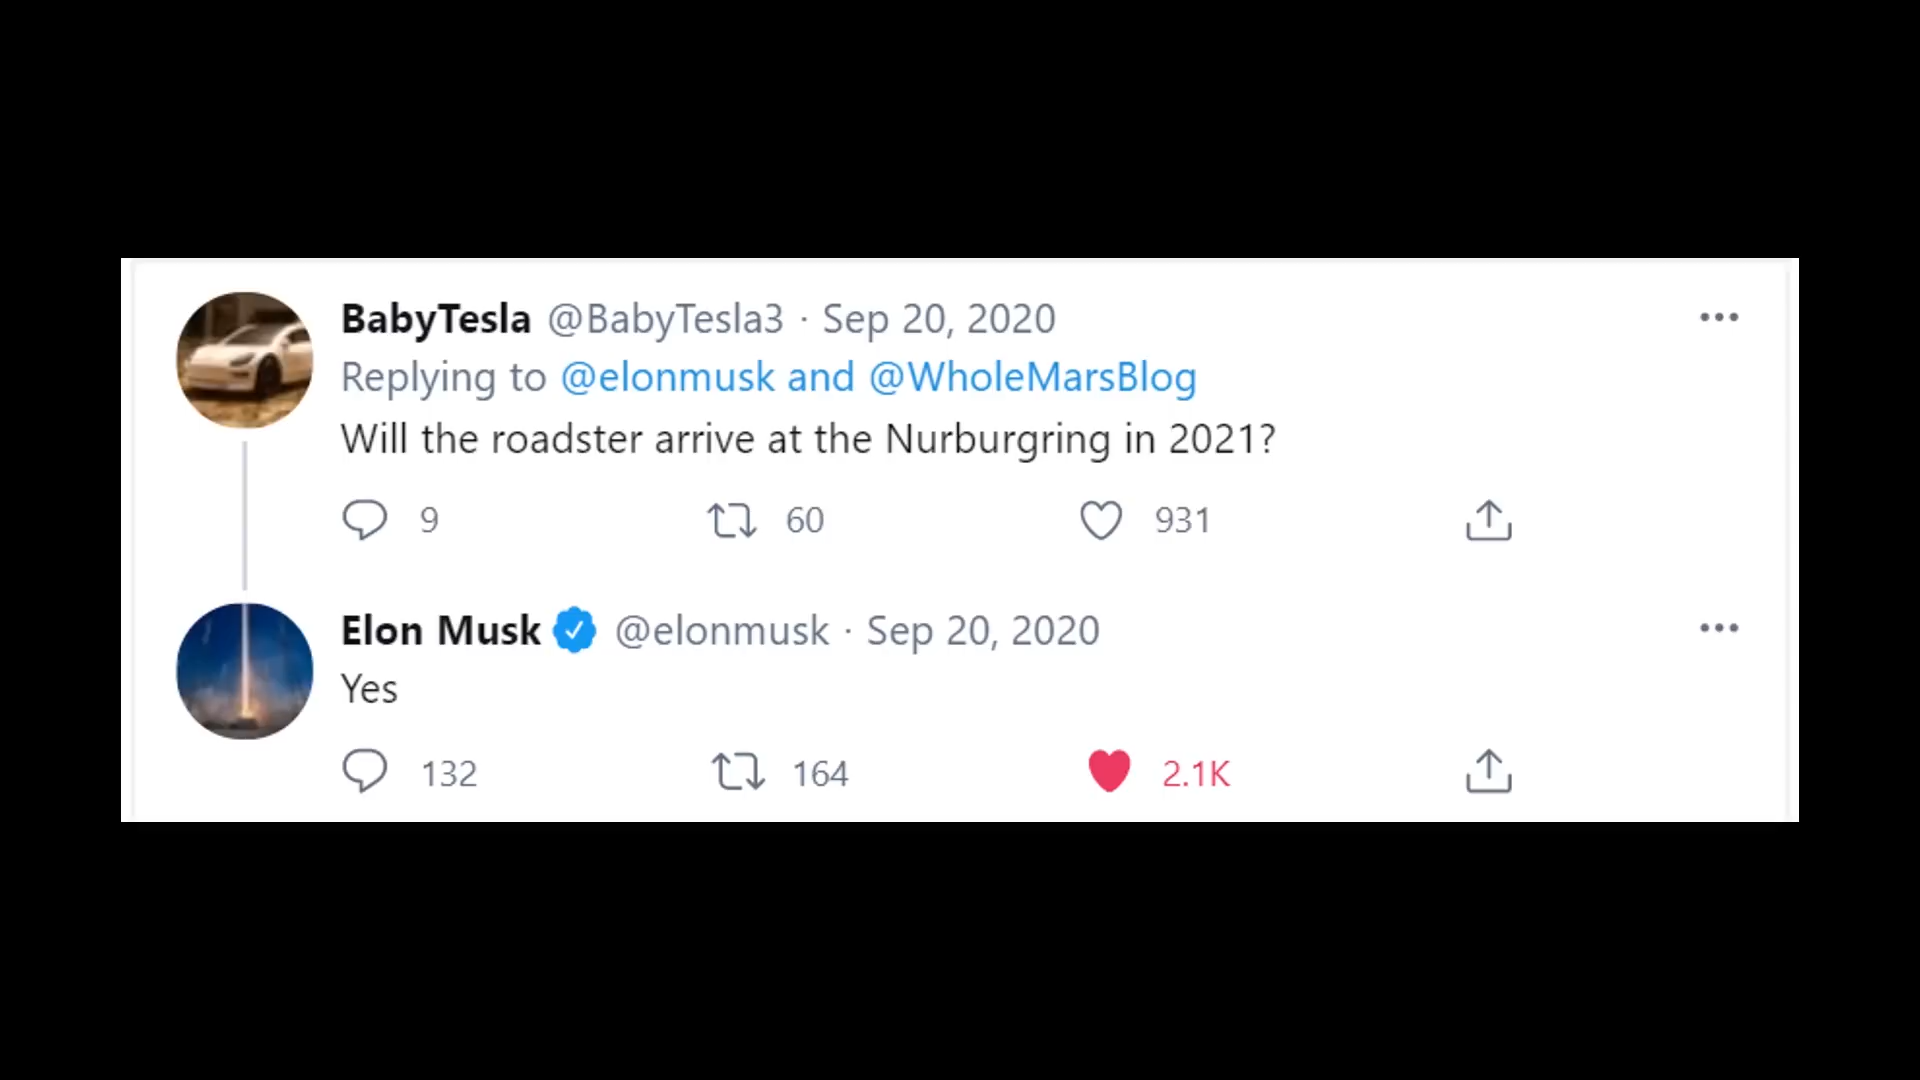 BabyTesla @BabyTesla3 · Sep 20, 2020
Replying to @elonmusk and @WholeMarsBlog
Will the roadster arrive at the Nurburgring in 2021?
9 60 931
Elon Musk @elonmusk · Sep 20, 2020
Yes
132 164 2.1K